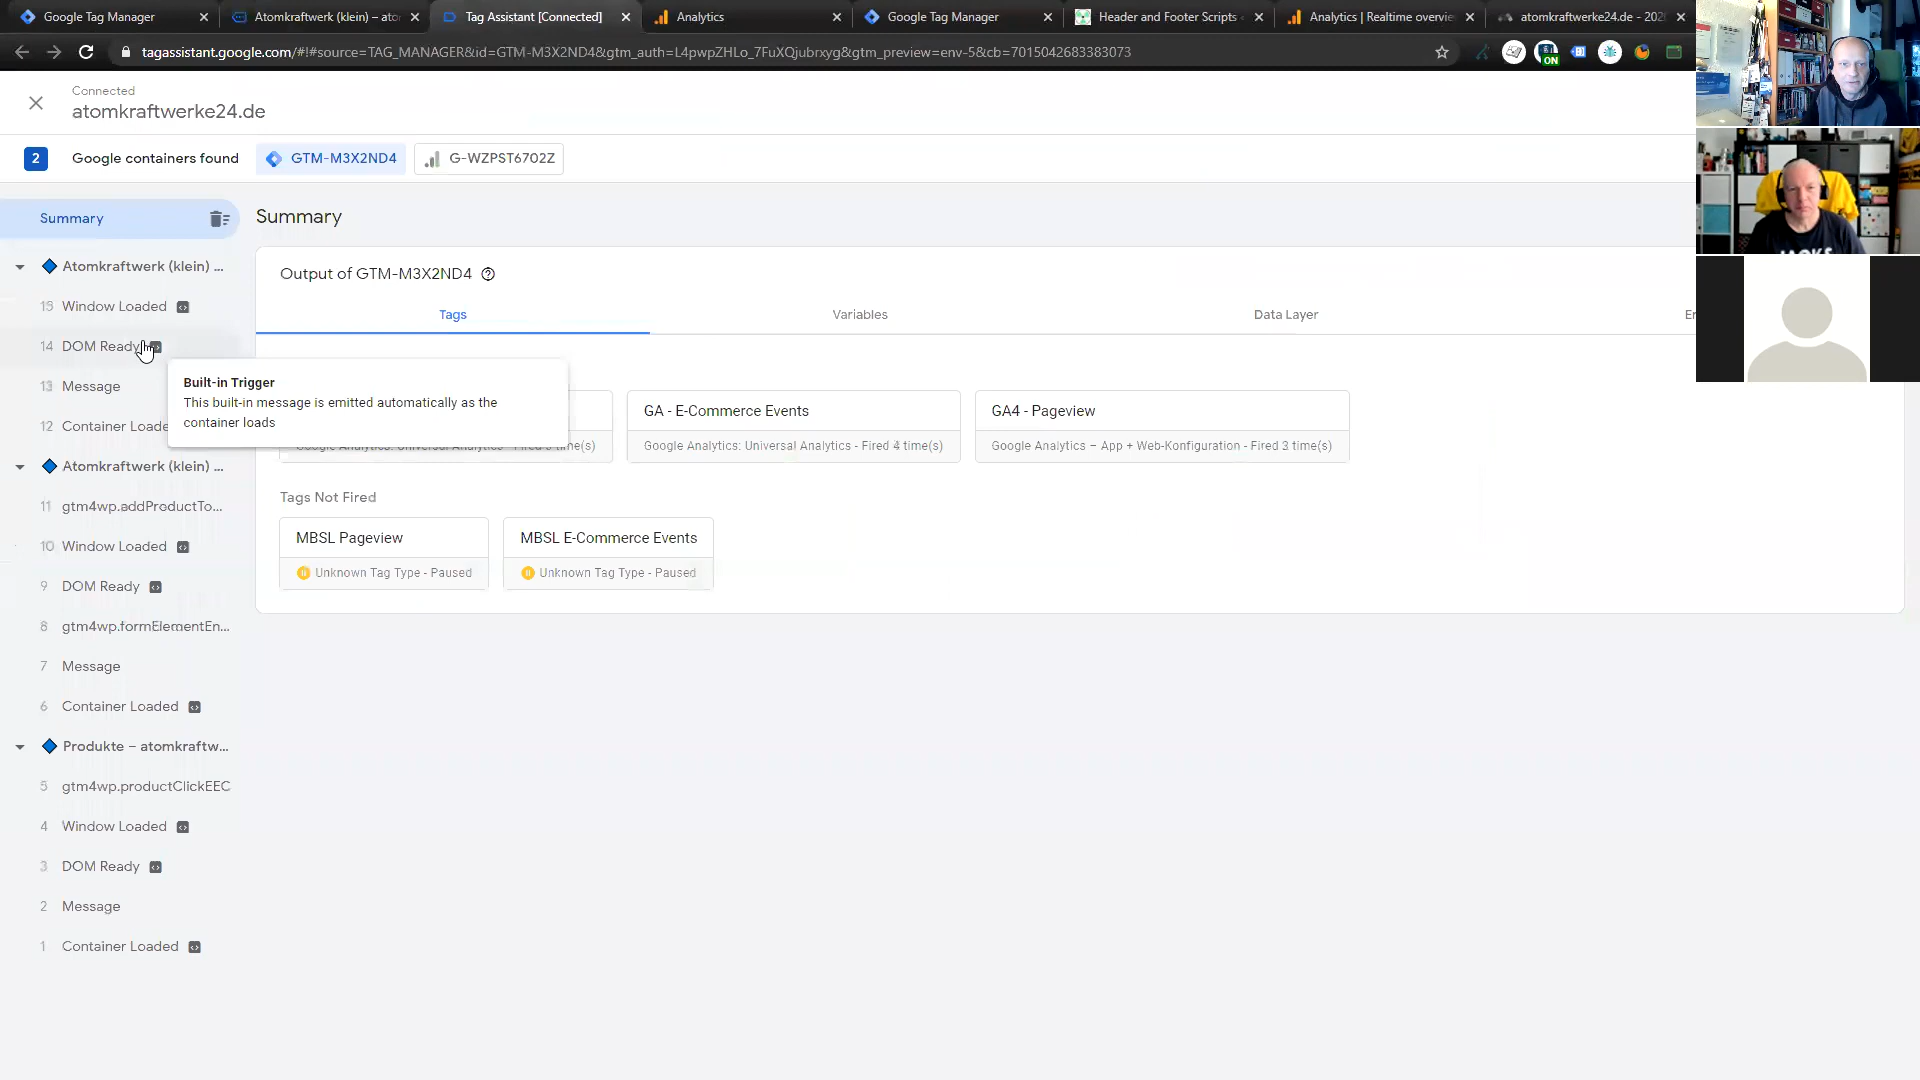 Google Tag Manager
Atomkraftwerk (klein) – ato
Tag Assistant [Connected]
Analytics
Google Tag Manager
Header and Footer Scripts
Analytics | Realtime overvie
atomkraftwerke24.de - 202
tagassistant.google.com/#!#source=TAG_MANAGER&id=GTM-M3X2ND4&gtm_auth=L4pwpZHLo_7FuXQjubrxyg&gtm_preview=env-5&cb=7015042683383073
ON
Connected
atomkraftwerke24.de
2 Google containers found
GTM-M3X2ND4
G-WZPST6702Z
Summary
Atomkraftwerk (klein) ...
15 Window Loaded
14 DOM Ready
13 Message
12 Container Loade
Atomkraftwerk (klein) ...
11 gtm4wp.addProductTo...
10 Window Loaded
9 DOM Ready
8 gtm4wp.formElementEn...
7 Message
6 Container Loaded
Produkte – atomkraftw...
5 gtm4wp.productClickEEC
4 Window Loaded
3 DOM Ready
2 Message
1 Container Loaded
Summary
Output of GTM-M3X2ND4
Tags
Variables
Data Layer
Er
Built-in Trigger
This built-in message is emitted automatically as the
container loads
GA - E-Commerce Events
Google Analytics: Universal Analytics - Fired 4 time(s)
GA4 - Pageview
Google Analytics – App + Web-Konfiguration - Fired 3 time(s)
Tags Not Fired
MBSL Pageview
Unknown Tag Type - Paused
MBSL E-Commerce Events
Unknown Tag Type - Paused